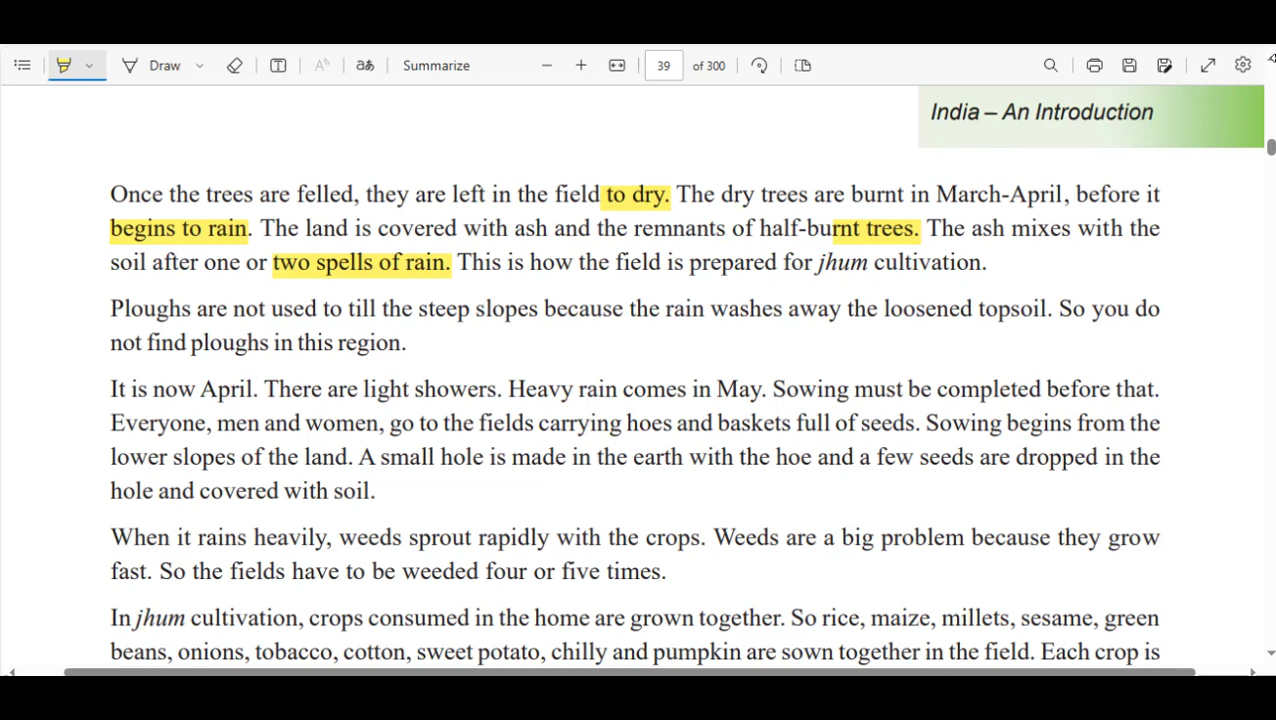 Draw
Summarize
39
of 300
India – An Introduction
Once the trees are felled, they are left in the field to dry. The dry trees are burnt in March-April, before it
begins to rain. The land is covered with ash and the remnants of half-burnt trees. The ash mixes with the
soil after one or two spells of rain. This is how the field is prepared for jhum cultivation.
Ploughs are not used to till the steep slopes because the rain washes away the loosened topsoil. So you do
not find ploughs in this region.
It is now April. There are light showers. Heavy rain comes in May. Sowing must be completed before that.
Everyone, men and women, go to the fields carrying hoes and baskets full of seeds. Sowing begins from the
lower slopes of the land. A small hole is made in the earth with the hoe and a few seeds are dropped in the
hole and covered with soil.
When it rains heavily, weeds sprout rapidly with the crops. Weeds are a big problem because they grow
fast. So the fields have to be weeded four or five times.
In jhum cultivation, crops consumed in the home are grown together. So rice, maize, millets, sesame, green
beans, onions, tobacco, cotton, sweet potato, chilly and pumpkin are sown together in the field. Each crop is